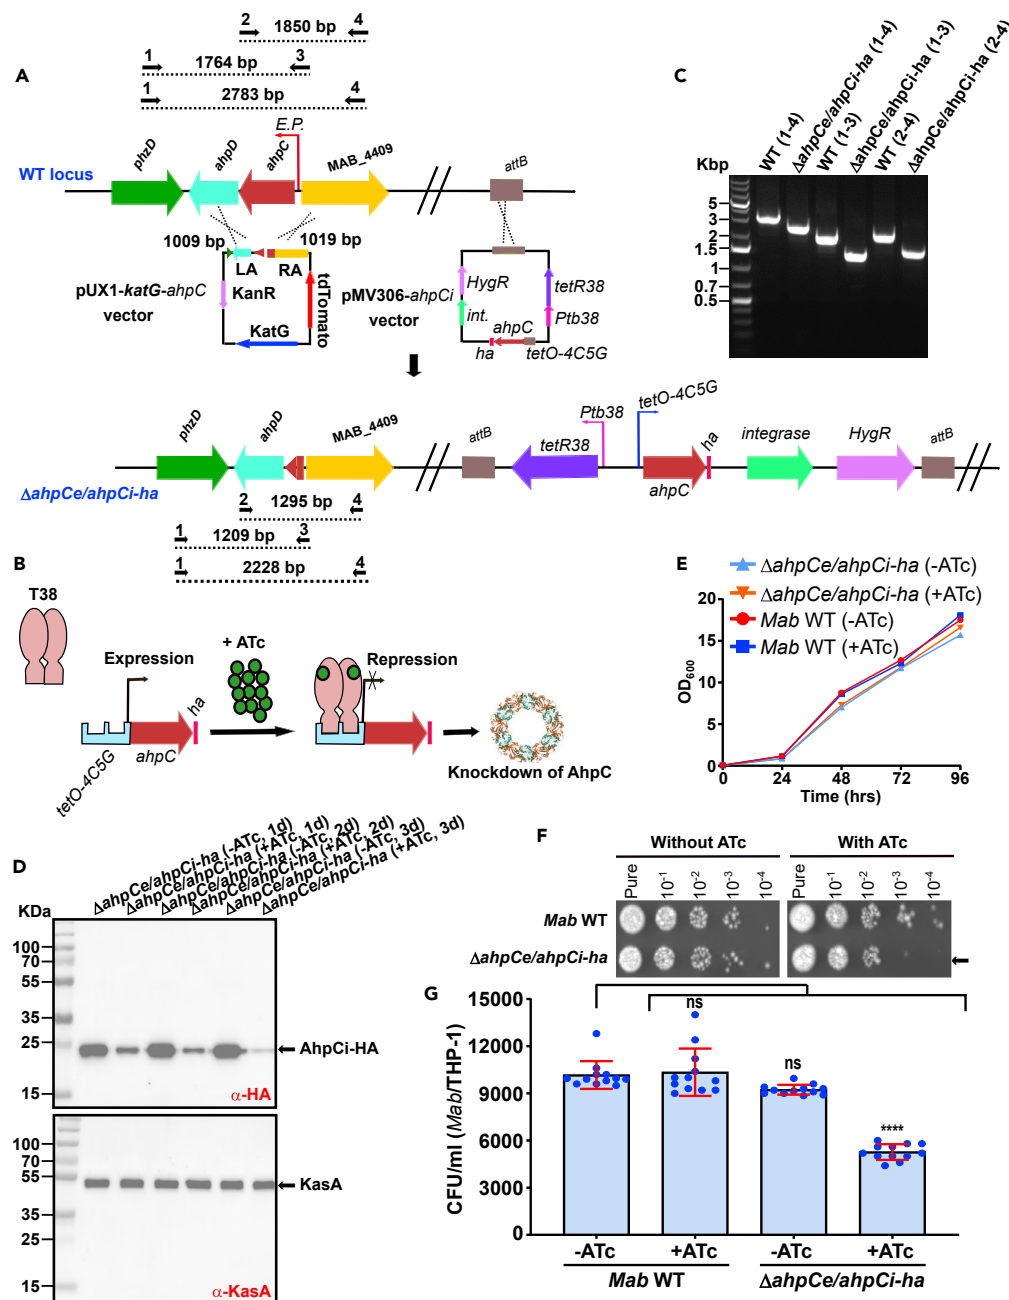 A
2 4
1850 bp
1 1764 bp 3
1 2783 bp 4
E.P.
phzD
ahpD
ahpC
MAB_4409
attB
WT locus
1009 bp
1019 bp
LA RA
KanR
tdTomato
KatG
pUX1-katG-ahpC
vector
pMV306-ahpCi
vector
HygR
int.
tetR38
Ptb38
ahpC
ha
tetO-4C5G
phzD
ahpD
MAB_4409
attB
tetR38
Ptb38
tetO-4C5G
ahpC
ha
integrase
HygR
attB
ΔahpCe/ahpCi-ha
2 1295 bp 4
1 1209 bp 3
1 2228 bp 4
C
WT (1-4)
ΔahpCe/ahpCi-ha (1-4)
WT (1-3)
ΔahpCe/ahpCi-ha (1-3)
WT (2-4)
ΔahpCe/ahpCi-ha (2-4)
Kbp
5
3
2
1.5
1
0.7
0.5
B
T38
Expression
+ ATc
Repression
tetO-4C5G
ahpC
ha
Knockdown of AhpC
E
ΔahpCe/ahpCi-ha (-ATc)
ΔahpCe/ahpCi-ha (+ATc)
Mab WT (-ATc)
Mab WT (+ATc)
OD600
20
15
10
5
0
0 24 48 72 96
Time (hrs)
D
ΔahpCe/ahpCi-ha (-ATc, 1d)
ΔahpCe/ahpCi-ha (+ATc, 1d)
ΔahpCe/ahpCi-ha (-ATc, 2d)
ΔahpCe/ahpCi-ha (+ATc, 2d)
ΔahpCe/ahpCi-ha (-ATc, 3d)
ΔahpCe/ahpCi-ha (+ATc, 3d)
KDa
100
70
55
35
25
15
AhpCi-HA
α-HA
100
70
55
35
25
15
KasA
α-KasA
F
Without ATc With ATc
Pure 10-1 10-2 10-3 10-4 Pure 10-1 10-2 10-3 10-4
Mab WT
ΔahpCe/ahpCi-ha
G
CFU/ml (Mab/THP-1)
15000
12000
9000
6000
3000
0
ns
ns
****
-ATc +ATc -ATc +ATc
Mab WT ΔahpCe/ahpCi-ha